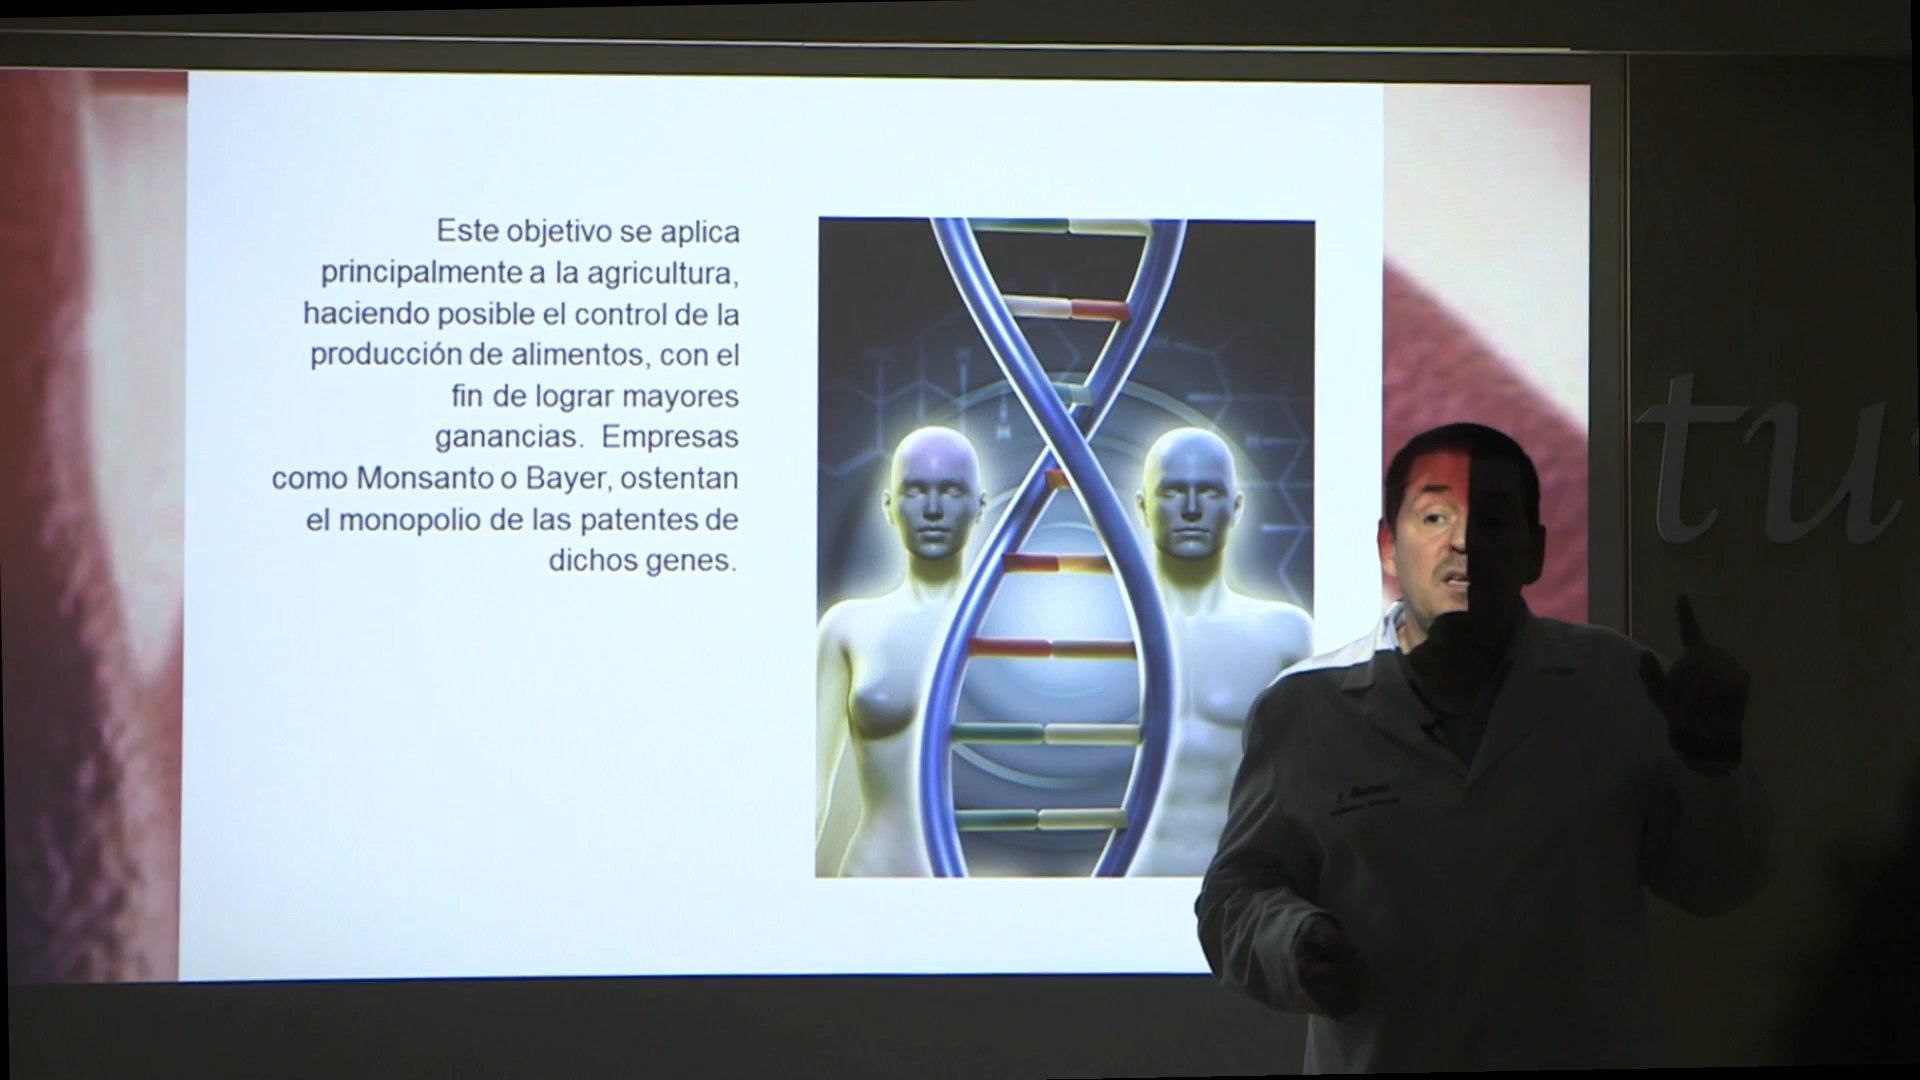 Este objetivo se aplica
principalmente a la agricultura,
haciendo posible el control de la
producción de alimentos, con el
fin de lograr mayores
ganancias. Empresas
como Monsanto o Bayer, ostentan
el monopolio de las patentes de
dichos genes.
tu